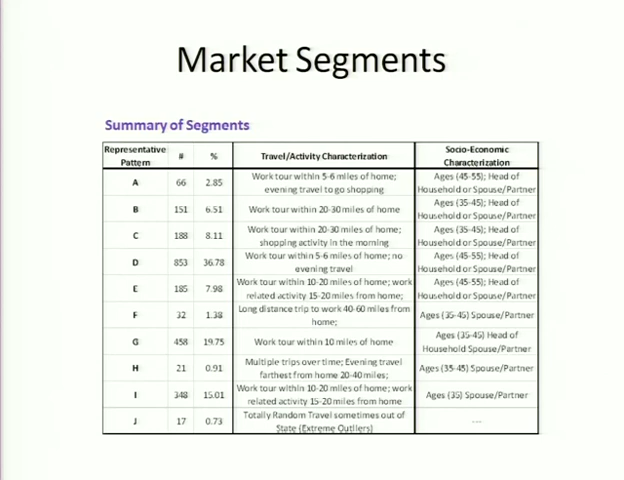 Market Segments
Summary of Segments
Representative Pattern # % Travel/Activity Characterization Socio-Economic Characterization
A 66 2.85 Work tour within 5-6 miles of home; evening travel to go shopping Ages (45-55); Head of Household or Spouse/Partner
B 151 6.51 Work tour within 20-30 miles of home Ages (35-45); Head of Household or Spouse/Partner
C 188 8.11 Work tour within 20-30 miles of home; shopping activity in the morning Ages (35-45); Head of Household or Spouse/Partner
D 853 36.78 Work tour within 5-6 miles of home; no evening travel Ages (45-55); Head of Household or Spouse/Partner
E 185 7.98 Work tour within 10-20 miles of home; work related activity 15-20 miles from home; Ages (45-55); Head of Household or Spouse/Partner
F 32 1.38 Long distance trip to work 40-60 miles from home; Ages (35-45) Spouse/Partner
G 458 19.75 Work tour within 10 miles of home Ages (35-45) Head of Household Spouse/Partner
H 21 0.91 Multiple trips over time; Evening travel farthest from home 20-40 miles; Ages (35-45) Spouse/Partner
I 348 15.01 Work tour within 10-20 miles of home; work related activity 15-20 miles from home Ages (35) Spouse/Partner
J 17 0.73 Totally Random Travel sometimes out of State (Extreme Outliers) ---